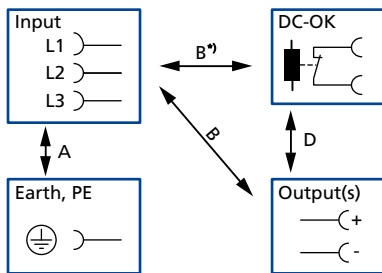 Input
L1
L2
L3
B*)
DC-OK
A
B
D
Earth, PE
Output(s)
+
-